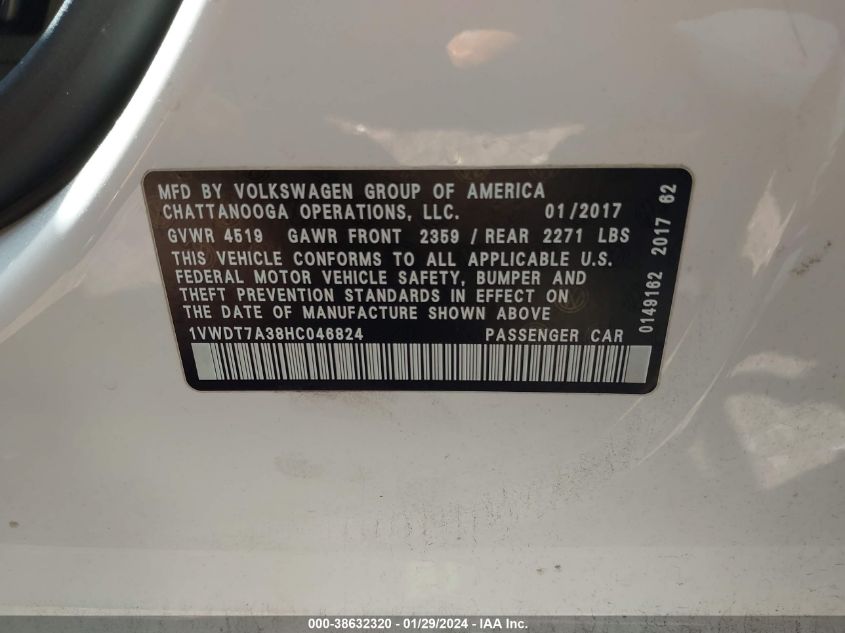 MFD BY VOLKSWAGEN GROUP OF AMERICA
CHATTANOOGA OPERATIONS, LLC. 01/2017
GVWR 4519 GAWR FRONT 2359 / REAR 2271 LBS
THIS VEHICLE CONFORMS TO ALL APPLICABLE U.S.
FEDERAL MOTOR VEHICLE SAFETY, BUMPER AND
THEFT PREVENTION STANDARDS IN EFFECT ON
THE DATE OF MANUFACTURE SHOWN ABOVE
1VWDT7A38HC046824 PASSENGER CAR
0149162 2017 62
000-38632320 / 01/29/2024 - IAA Inc.